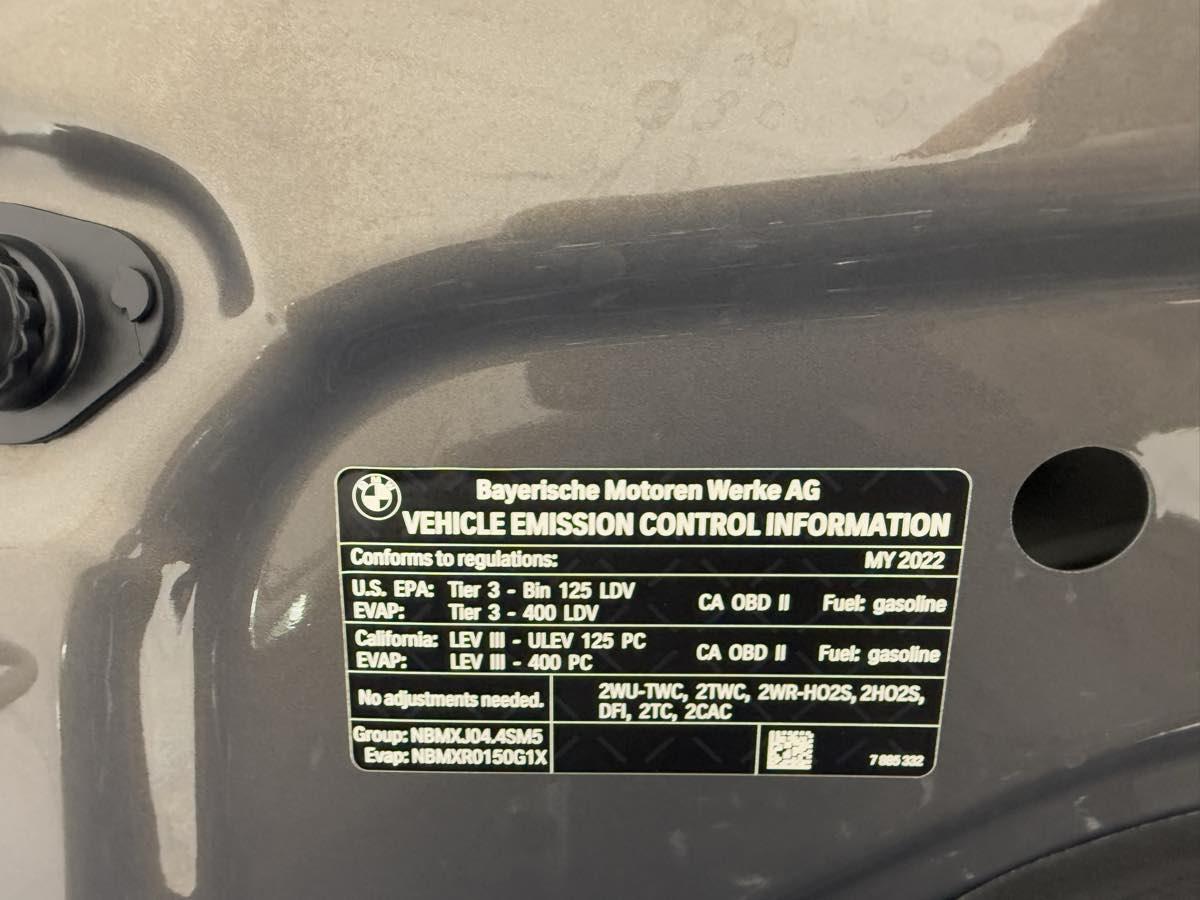 BMW
Bayerische Motoren Werke AG
VEHICLE EMISSION CONTROL INFORMATION
Conforms to regulations: MY 2022
U.S. EPA: Tier 3 - Bin 125 LDV
EVAP: Tier 3 - 400 LDV
CA OBD II Fuel: gasoline
California: LEV III - ULEV 125 PC
EVAP: LEV III - 400 PC
CA OBD II Fuel: gasoline
No adjustments needed.
2WU-TWC, 2TWC, 2WR-HO2S, 2HO2S,
DFI, 2TC, 2CAC
Group: NBMXJ04.4SM5
Evap: NBMXR0150G1X
7 885 332